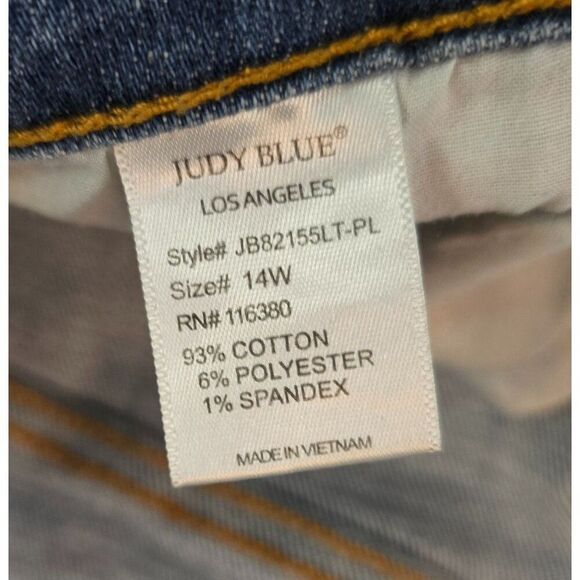 JUDY BLUE®
LOS ANGELES
Style# JB82155LT-PL
Size# 14W
RN# 116380
93% COTTON
6% POLYESTER
1% SPANDEX
MADE IN VIETNAM